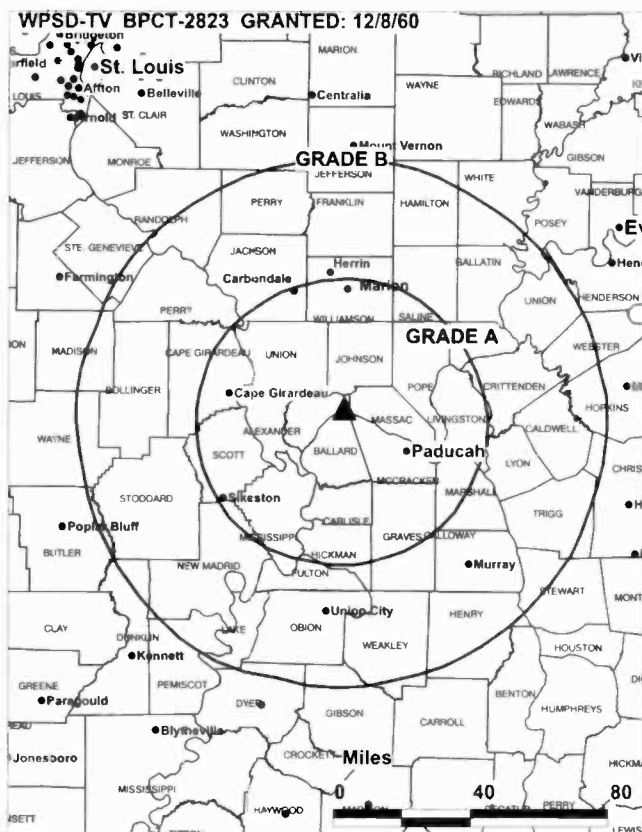 WPSD-TV BPCT-2823 GRANTED: 12/8/60
Bridgeton
MARION
St. Louis
RICHLAND
LAWRENCE
CLINTON
WAYNE
LOUIS
Affton
Belleville
Centralia
EDWARDS
Arnold
ST. CLAIR
WABASH
WASHINGTON
Mount Vernon
GIBSON
JEFFERSON
MONROE
GRADE B
JEFFERSON
WHITE
PERRY
FRANKLIN
HAMILTON
VANDERBURG
RANDOLPH
POSEY
STE. GENEVIEVE
JACKSON
GALLATIN
Herrin
Farmington
Carbondale
Marion
UNION
HENDERSON
PERRY
WILLIAMSON
SALINE
GRADE A
WEBSTER
MADISON
CAPE GIRARDEAU
UNION
JOHNSON
POPE
CRITTENDEN
BOLLINGER
Cape Girardeau
HOPKINS
ALEXANDER
MASSAC
LIVINGSTON
CALDWELL
WAYNE
SCOTT
BALLARD
Paducah
LYON
STODDARD
MCCRACKEN
MARSHALL
Sikeston
TRIGG
Poplar Bluff
CARLISLE
MISSISSIPPI
GRAVES
CALLOWAY
BUTLER
HICKMAN
NEW MADRID
FULTON
Murray
STEWART
Union City
HENRY
CLAY
DUNKLIN
LAKE
OBION
WEAKLEY
HOUSTON
Kennett
GREENE
PEMISCOT
BENTON
Paragould
DYER
GIBSON
HUMPHREYS
CARROLL
Blytheville
CROCKETT
Jonesboro
Miles
MISSISSIPPI
0 40 80
HAYWOOD
DECATUR
PERRY